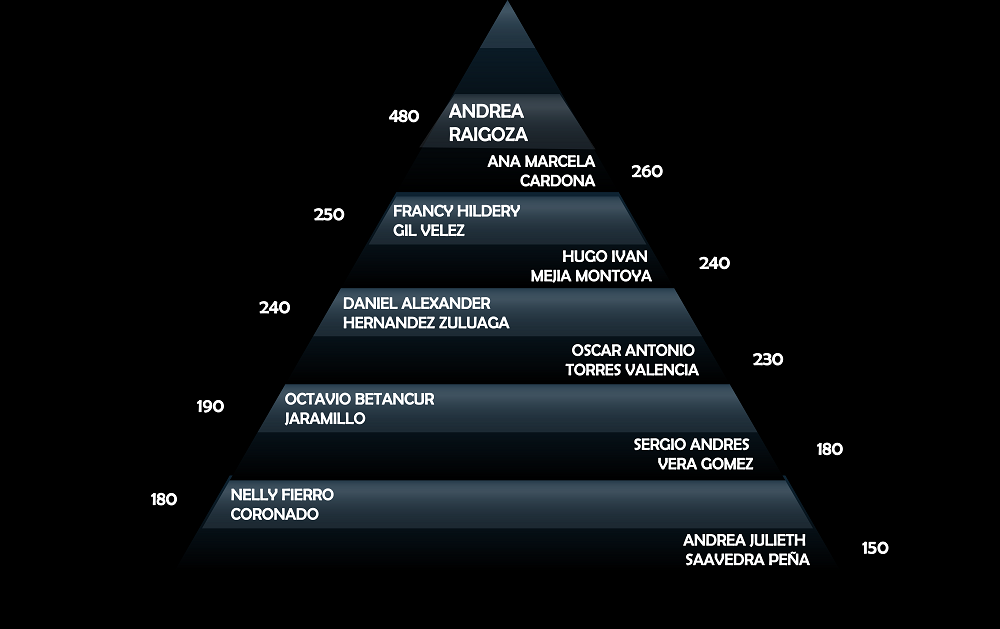 480
ANDREA
RAIGOZA
ANA MARCELA
CARDONA
260
250
FRANCY HILDERY
GIL VELEZ
HUGO IVAN
MEJIA MONTOYA
240
240
DANIEL ALEXANDER
HERNANDEZ ZULUAGA
OSCAR ANTONIO
TORRES VALENCIA
230
190
OCTAVIO BETANCUR
JARAMILLO
SERGIO ANDRES
VERA GOMEZ
180
180
NELLY FIERRO
CORONADO
ANDREA JULIETH
SAAVEDRA PEÑA
150